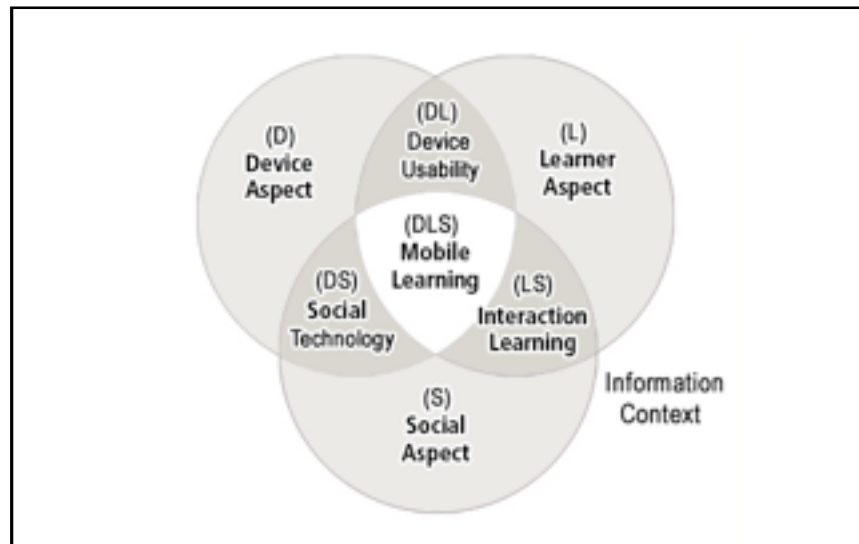 (DL)
Device
Usability
(D)
Device
Aspect
(L)
Learner
Aspect
(DLS)
Mobile
Learning
(DS)
Social
Technology
(LS)
Interaction
Learning
Information
Context
(S)
Social
Aspect